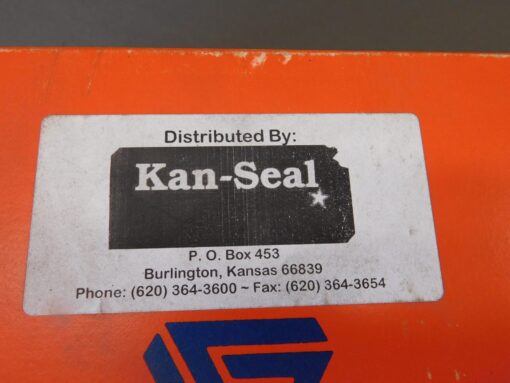 Distributed By:
Kan-Seal
P. O. Box 453
Burlington, Kansas 66839
Phone: (620) 364-3600 ~ Fax: (620) 364-3654